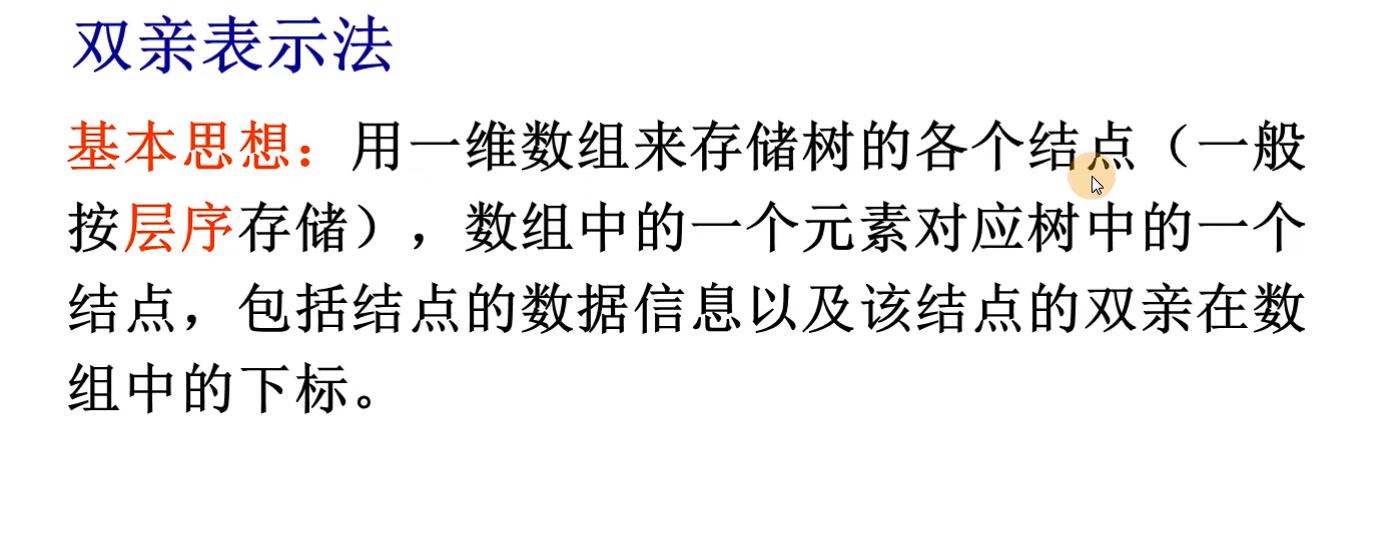 双亲表示法
基本思想：用一维数组来存储树的各个结点（一般
按层序存储），数组中的一个元素对应树中的一个
结点，包括结点的数据信息以及该结点的双亲在数
组中的下标。